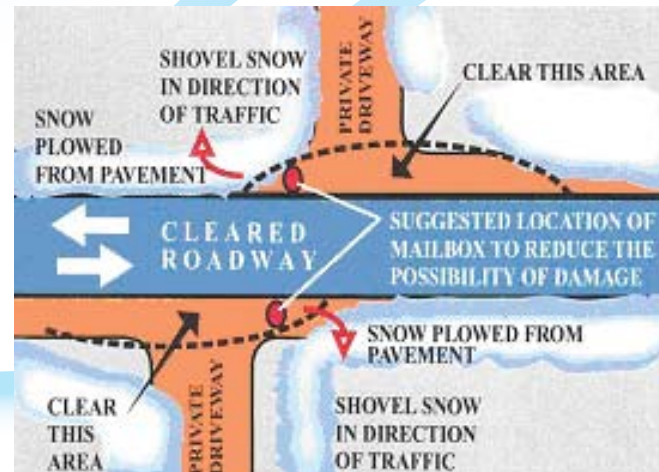 SHOVEL SNOW
IN DIRECTION
OF TRAFFIC
PRIVATE
DRIVEWAY
CLEAR THIS AREA
SNOW
PLOWED
FROM PAVEMENT
CLEARED
ROADWAY
SUGGESTED LOCATION OF
MAILBOX TO REDUCE THE
POSSIBILITY OF DAMAGE
SNOW PLOWED FROM
PAVEMENT
CLEAR
THIS
AREA
PRIVATE
DRIVEWAY
SHOVEL SNOW
IN DIRECTION
OF TRAFFIC